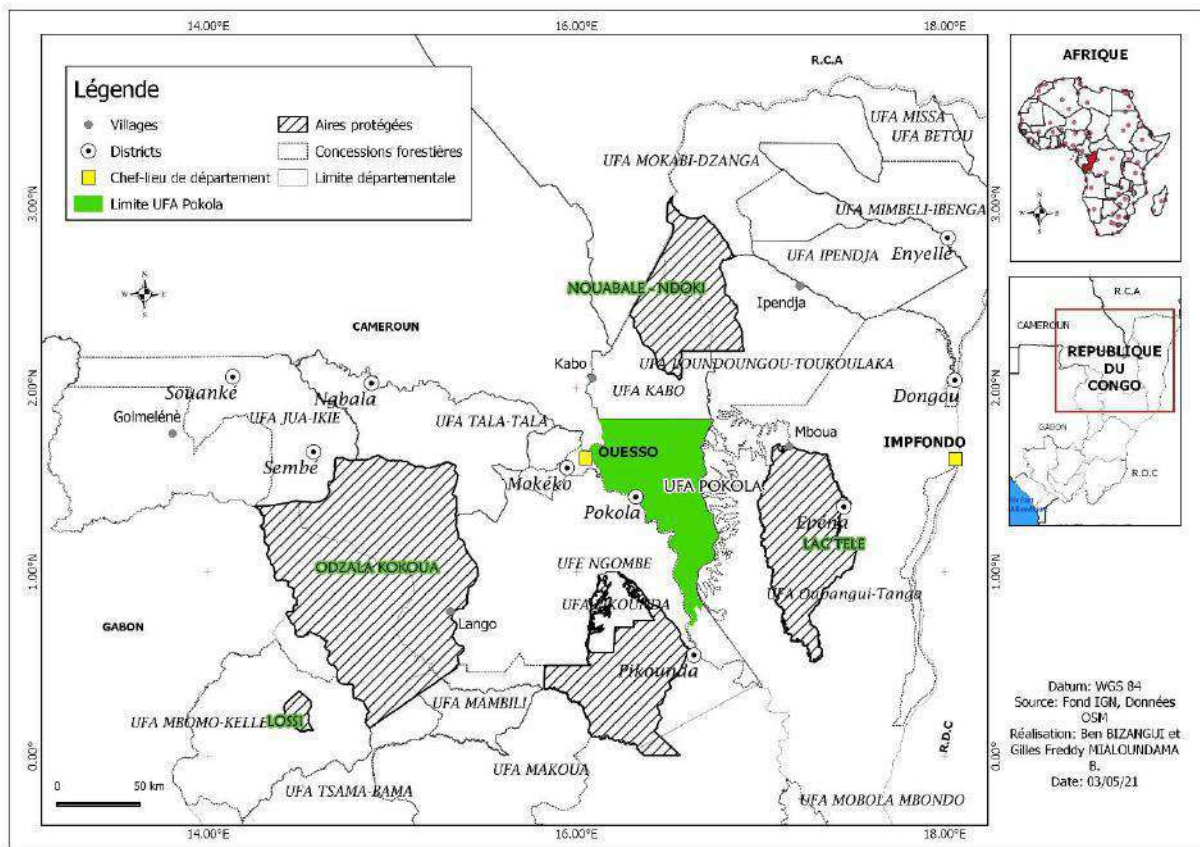 14.00°E
16.00°E
18.00°E
Légende
Villages
Districts
Chef-lieu de département
Limite UFA Pokola
Aires protégées
Concessions forestières
Limite départementale
R.C.A
UFA MISSA
UFA BETOU
UFA MOKABI-DZANGA
3.00°N
3.00°N
UFA MIMBELI-IBENGA
Enyellé
UFA IPENDJA
NOUABALE - NDOKI
Ipendja
CAMEROUN
UFA LOUNDOUNGOU-TOUKOULAKA
Kabo
UFA KABO
2.00°N
2.00°N
Souanké
Ngbala
Dongou
Golmelénè
UFA JUA-IKIE
UFA TALA-TALA
Mboua
IMPFONDO
OUESSO
Sembé
Mokéko
UFA POKOLA
Pokola
Epéna
LAC TELE
UFE NGOMBE
ODZALA KOKOUA
1.00°N
1.00°N
UFA Oubangui-Tanga
UFA PIKOUNDA
GABON
Lango
Pikounda
UFA MBOMO-KELLE
LOSSI
UFA MAMBILI
R.D.C
0.00°
0.00°
UFA MAKOUA
0
50 km
UFA TSAMA-BAMA
UFA MOBOLA MBONDO
14.00°E
16.00°E
18.00°E
AFRIQUE
R.C.A
CAMEROUN
REPUBLIQUE
DU
CONGO
GABON
R.D.C
Datum: WGS 84
Source: Fond IGN, Données
OSM
Réalisation: Ben BIZANGUI et
Gilles Freddy MIALOUNDAMA
B.
Date: 03/05/21